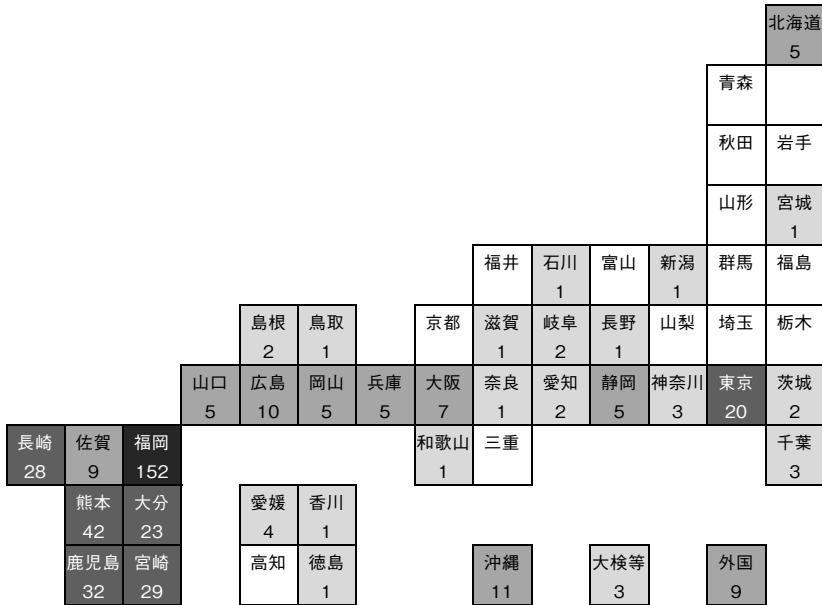 北海道
5
青森
秋田 岩手
山形 宮城
1
福井 石川 富山 新潟 群馬 福島
1 1
島根 鳥取 京都 滋賀 岐阜 長野 山梨 埼玉 栃木
2 1 1 2 1
山口 広島 岡山 兵庫 大阪 奈良 愛知 静岡 神奈川 東京 茨城
5 10 5 5 7 1 2 5 3 20 2
長崎 佐賀 福岡 和歌山 三重 千葉
28 9 152 1 3
熊本 大分 愛媛 香川
42 23 4 1
鹿児島 宮崎 高知 徳島 沖縄 大検等 外国
32 29 1 11 3 9